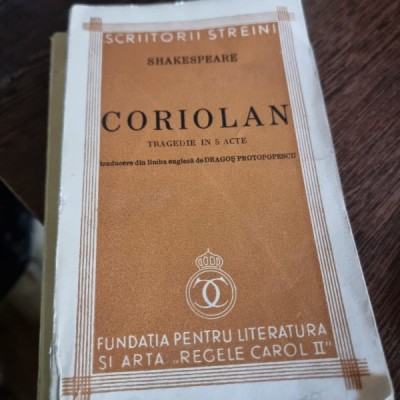 SCRIITORII STREINI
SHAKESPEARE
CORIOLAN
TRAGEDIE IN 5 ACTE
traducere din limba engleză de DRAGOȘ PROTOPOPESCU
FUNDAȚIA PENTRU LITERATURA
ȘI ARTA „REGELE CAROL II"